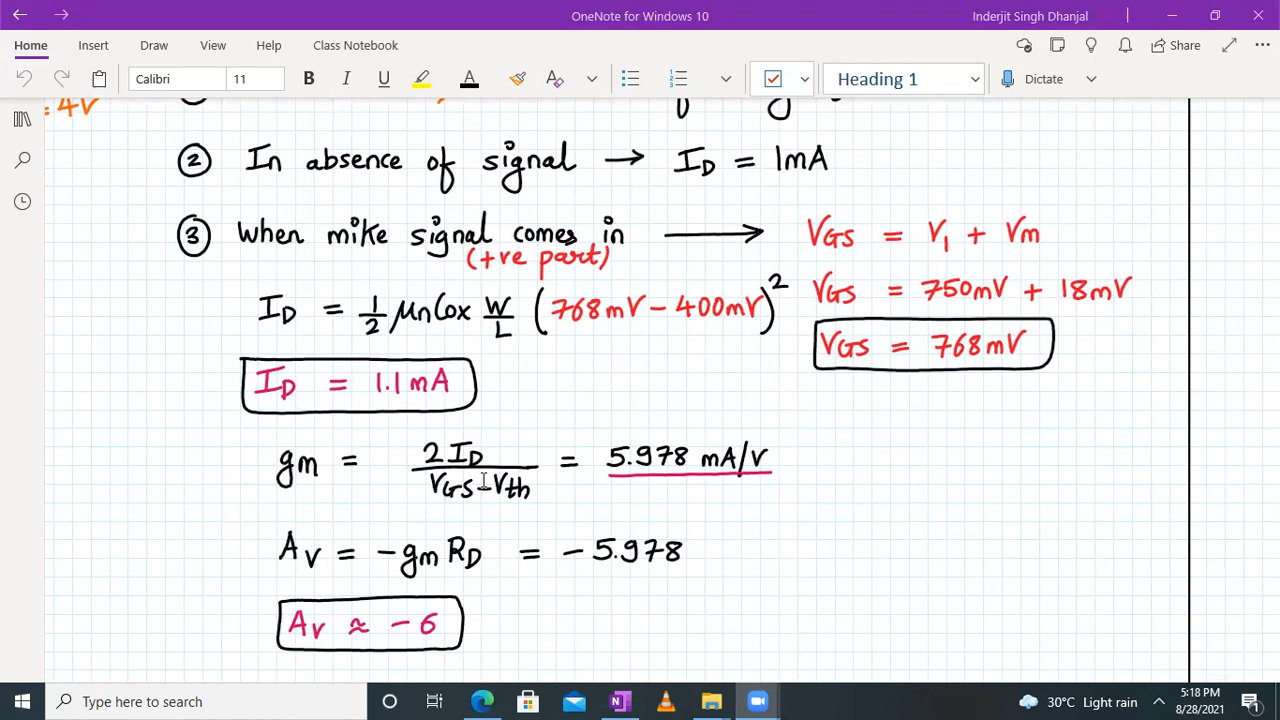 OneNote for Windows 10
Inderjit Singh Dhanjal
Home Insert Draw View Help Class Notebook
Share
Calibri 11 B I U A Heading 1 Dictate
= 4V
② In absence of signal → ID = 1mA
③ When mike signal comes in → VGS = V1 + Vm
(+ve part)
VGS = 750mV + 18mV
ID = 1/2 μnCox W/L (768mV − 400mV)²
VGS = 768mV
ID = 1.1mA
gm = 2ID / VGS−Vth = 5.978 mA/V
AV = −gm RD = −5.978
AV ≈ −6
Type here to search
30°C Light rain
5:18 PM
8/28/2021
1